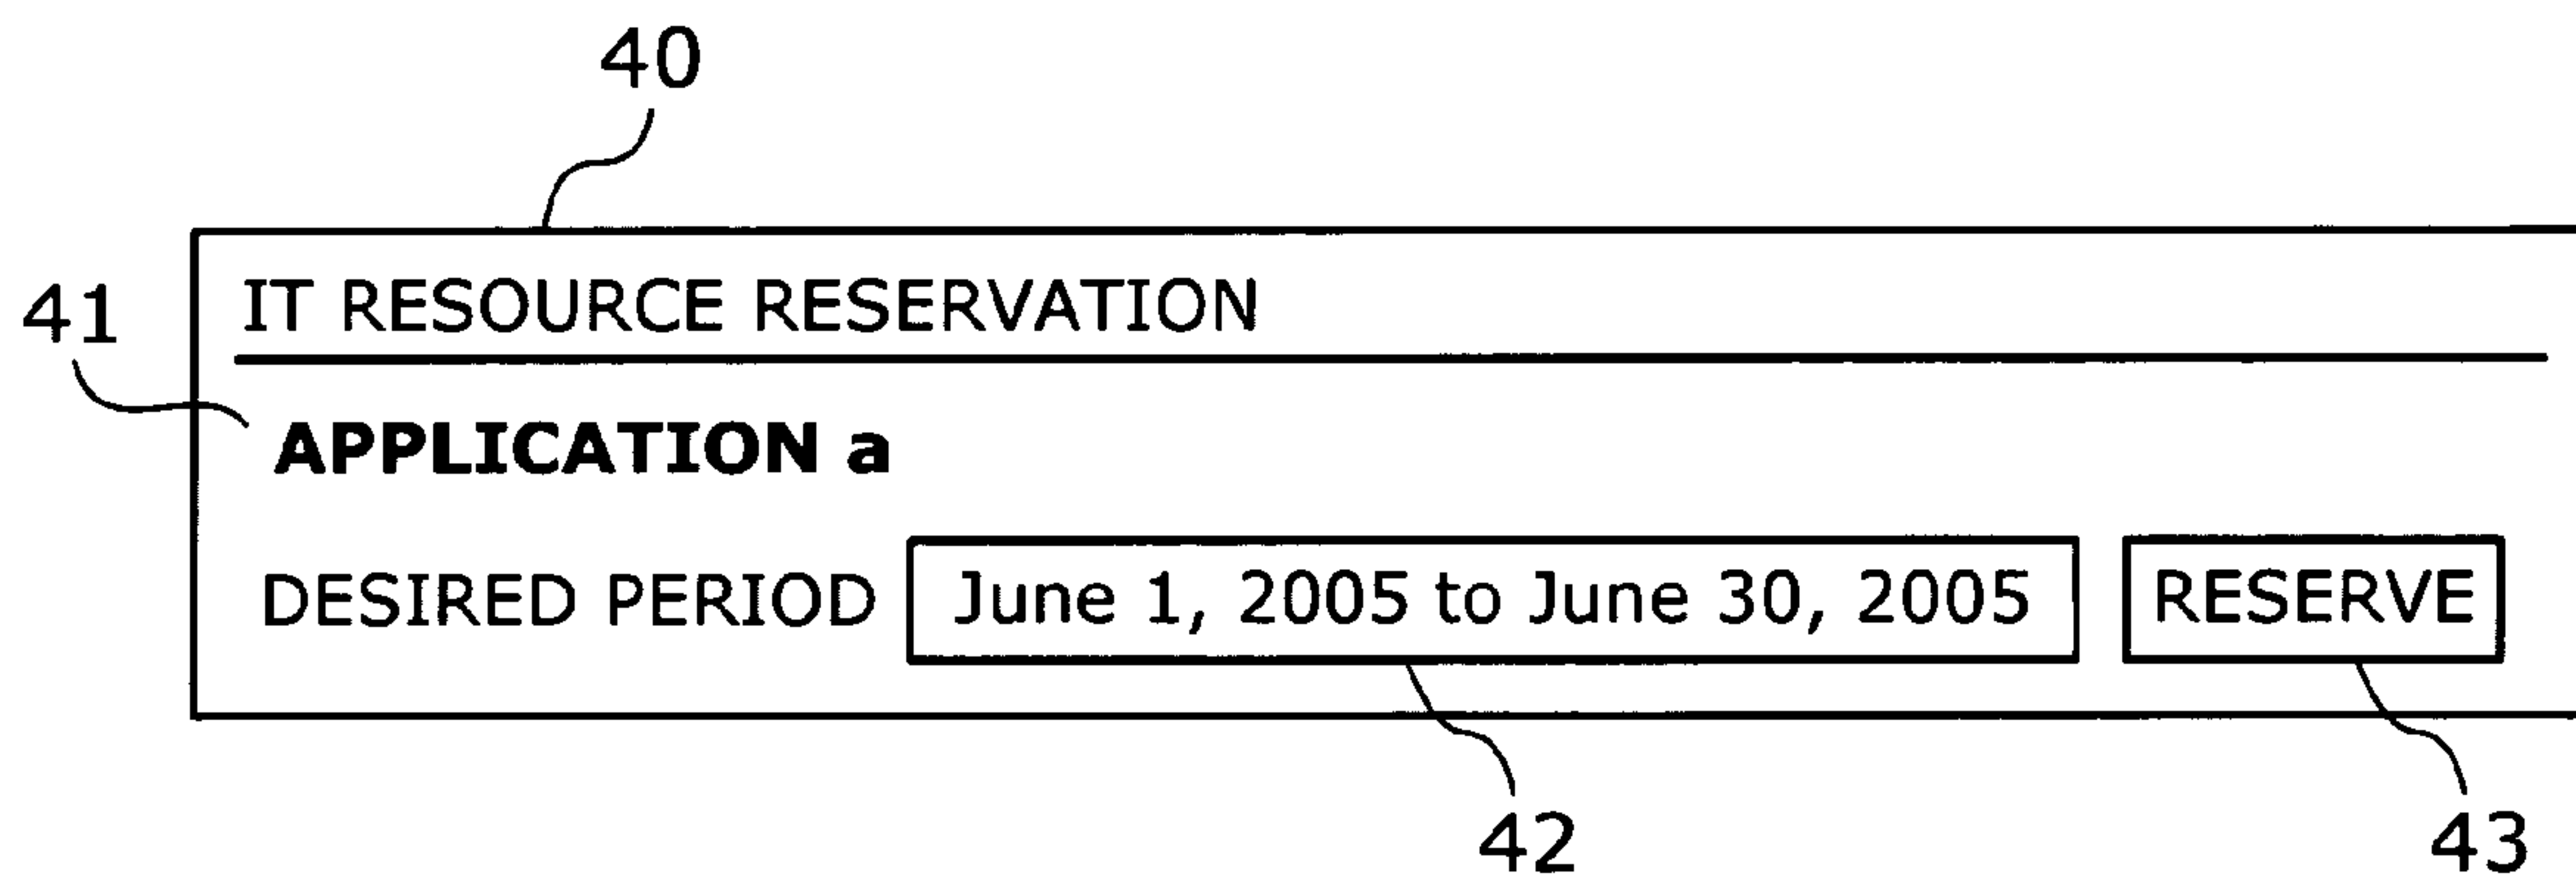 40
IT RESOURCE RESERVATION
41
APPLICATION a
DESIRED PERIOD June 1, 2005 to June 30, 2005 RESERVE
42 43